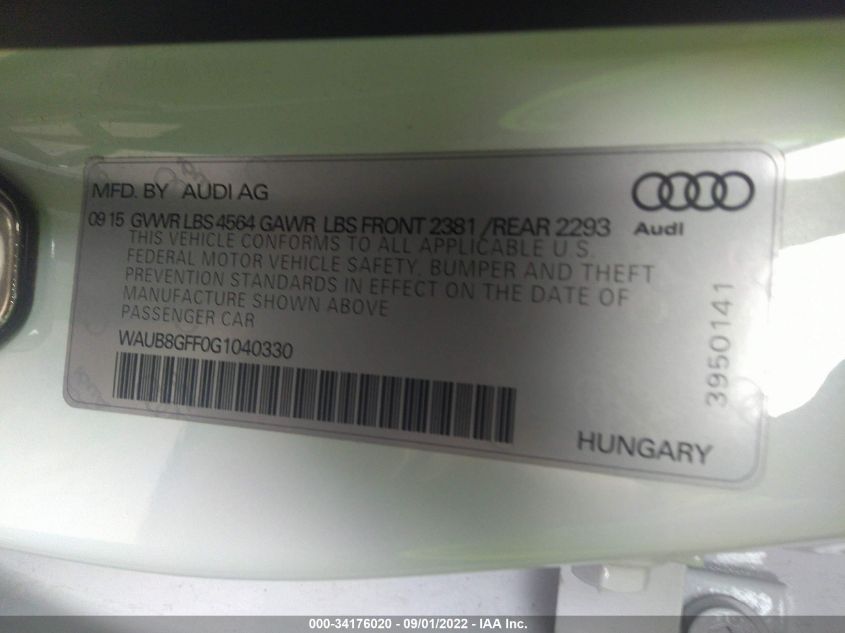 MFD. BY AUDI AG
09 15 GVWR LBS 4564 GAWR LBS FRONT 2381 /REAR 2293
Audi
THIS VEHICLE CONFORMS TO ALL APPLICABLE U.S.
FEDERAL MOTOR VEHICLE SAFETY, BUMPER AND THEFT
PREVENTION STANDARDS IN EFFECT ON THE DATE OF
MANUFACTURE SHOWN ABOVE
PASSENGER CAR
WAUB8GFF0G1040330
3950141
HUNGARY
000-34176020 - 09/01/2022 - IAA Inc.